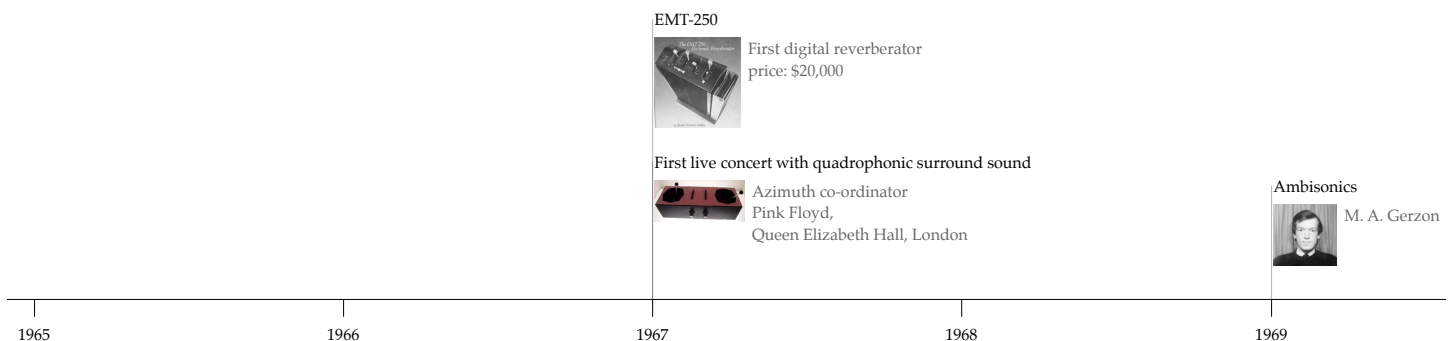 EMT-250
First digital reverberator
price: $20,000
First live concert with quadrophonic surround sound
Azimuth co-ordinator
Pink Floyd,
Queen Elizabeth Hall, London
Ambisonics
M. A. Gerzon
1965
1966
1967
1968
1969